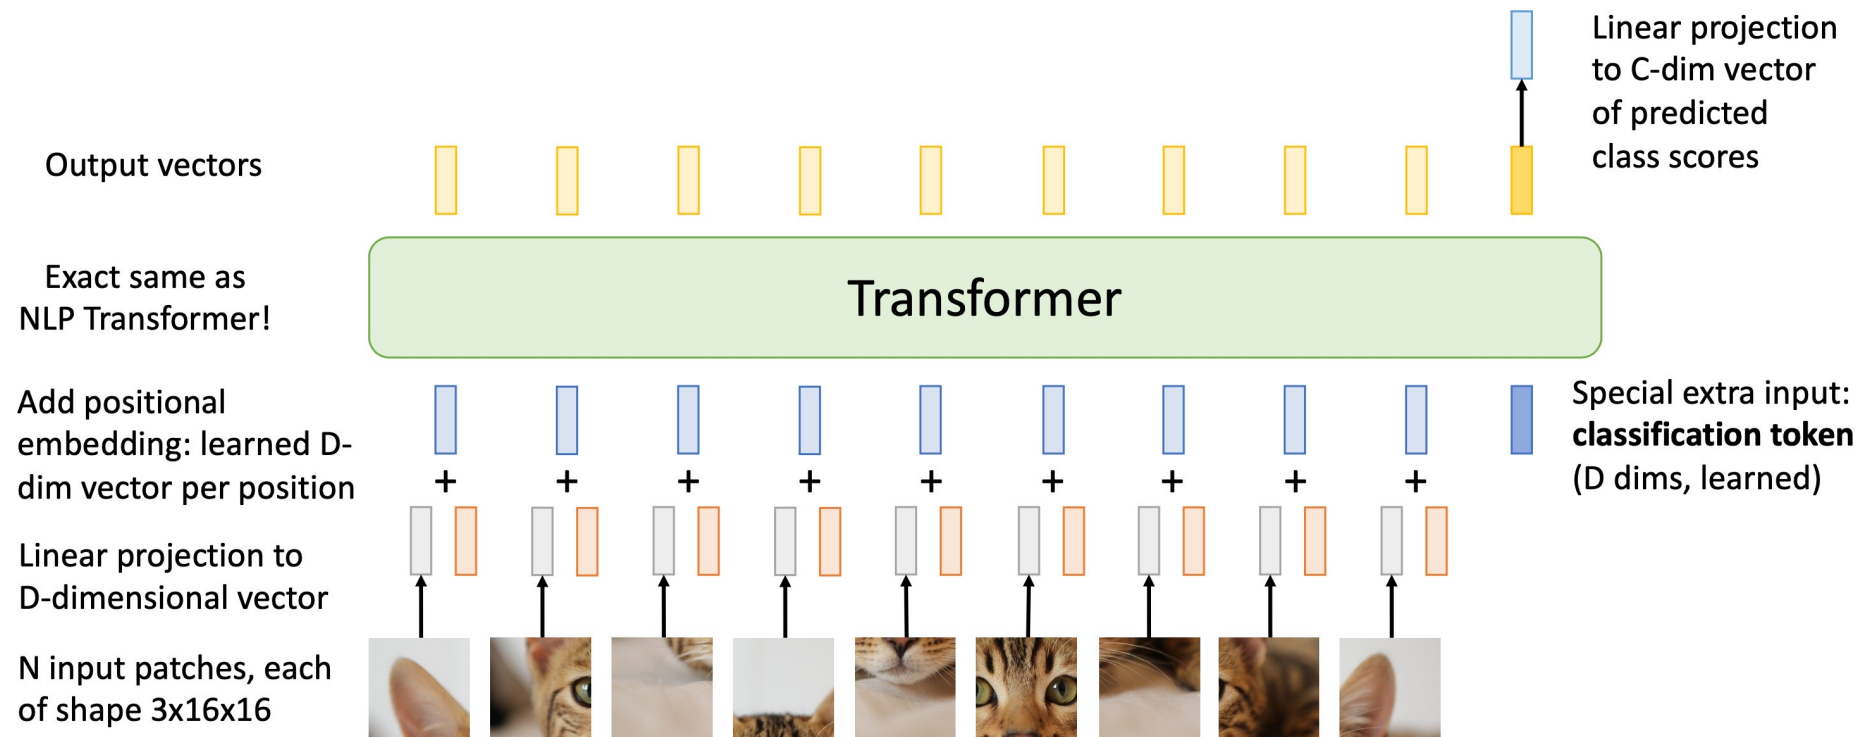 Linear projection
to C-dim vector
of predicted
class scores
Output vectors
Exact same as
NLP Transformer!
Transformer
Add positional
embedding: learned D-
dim vector per position
Special extra input:
classification token
(D dims, learned)
+ + + + + + + + +
Linear projection to
D-dimensional vector
N input patches, each
of shape 3x16x16